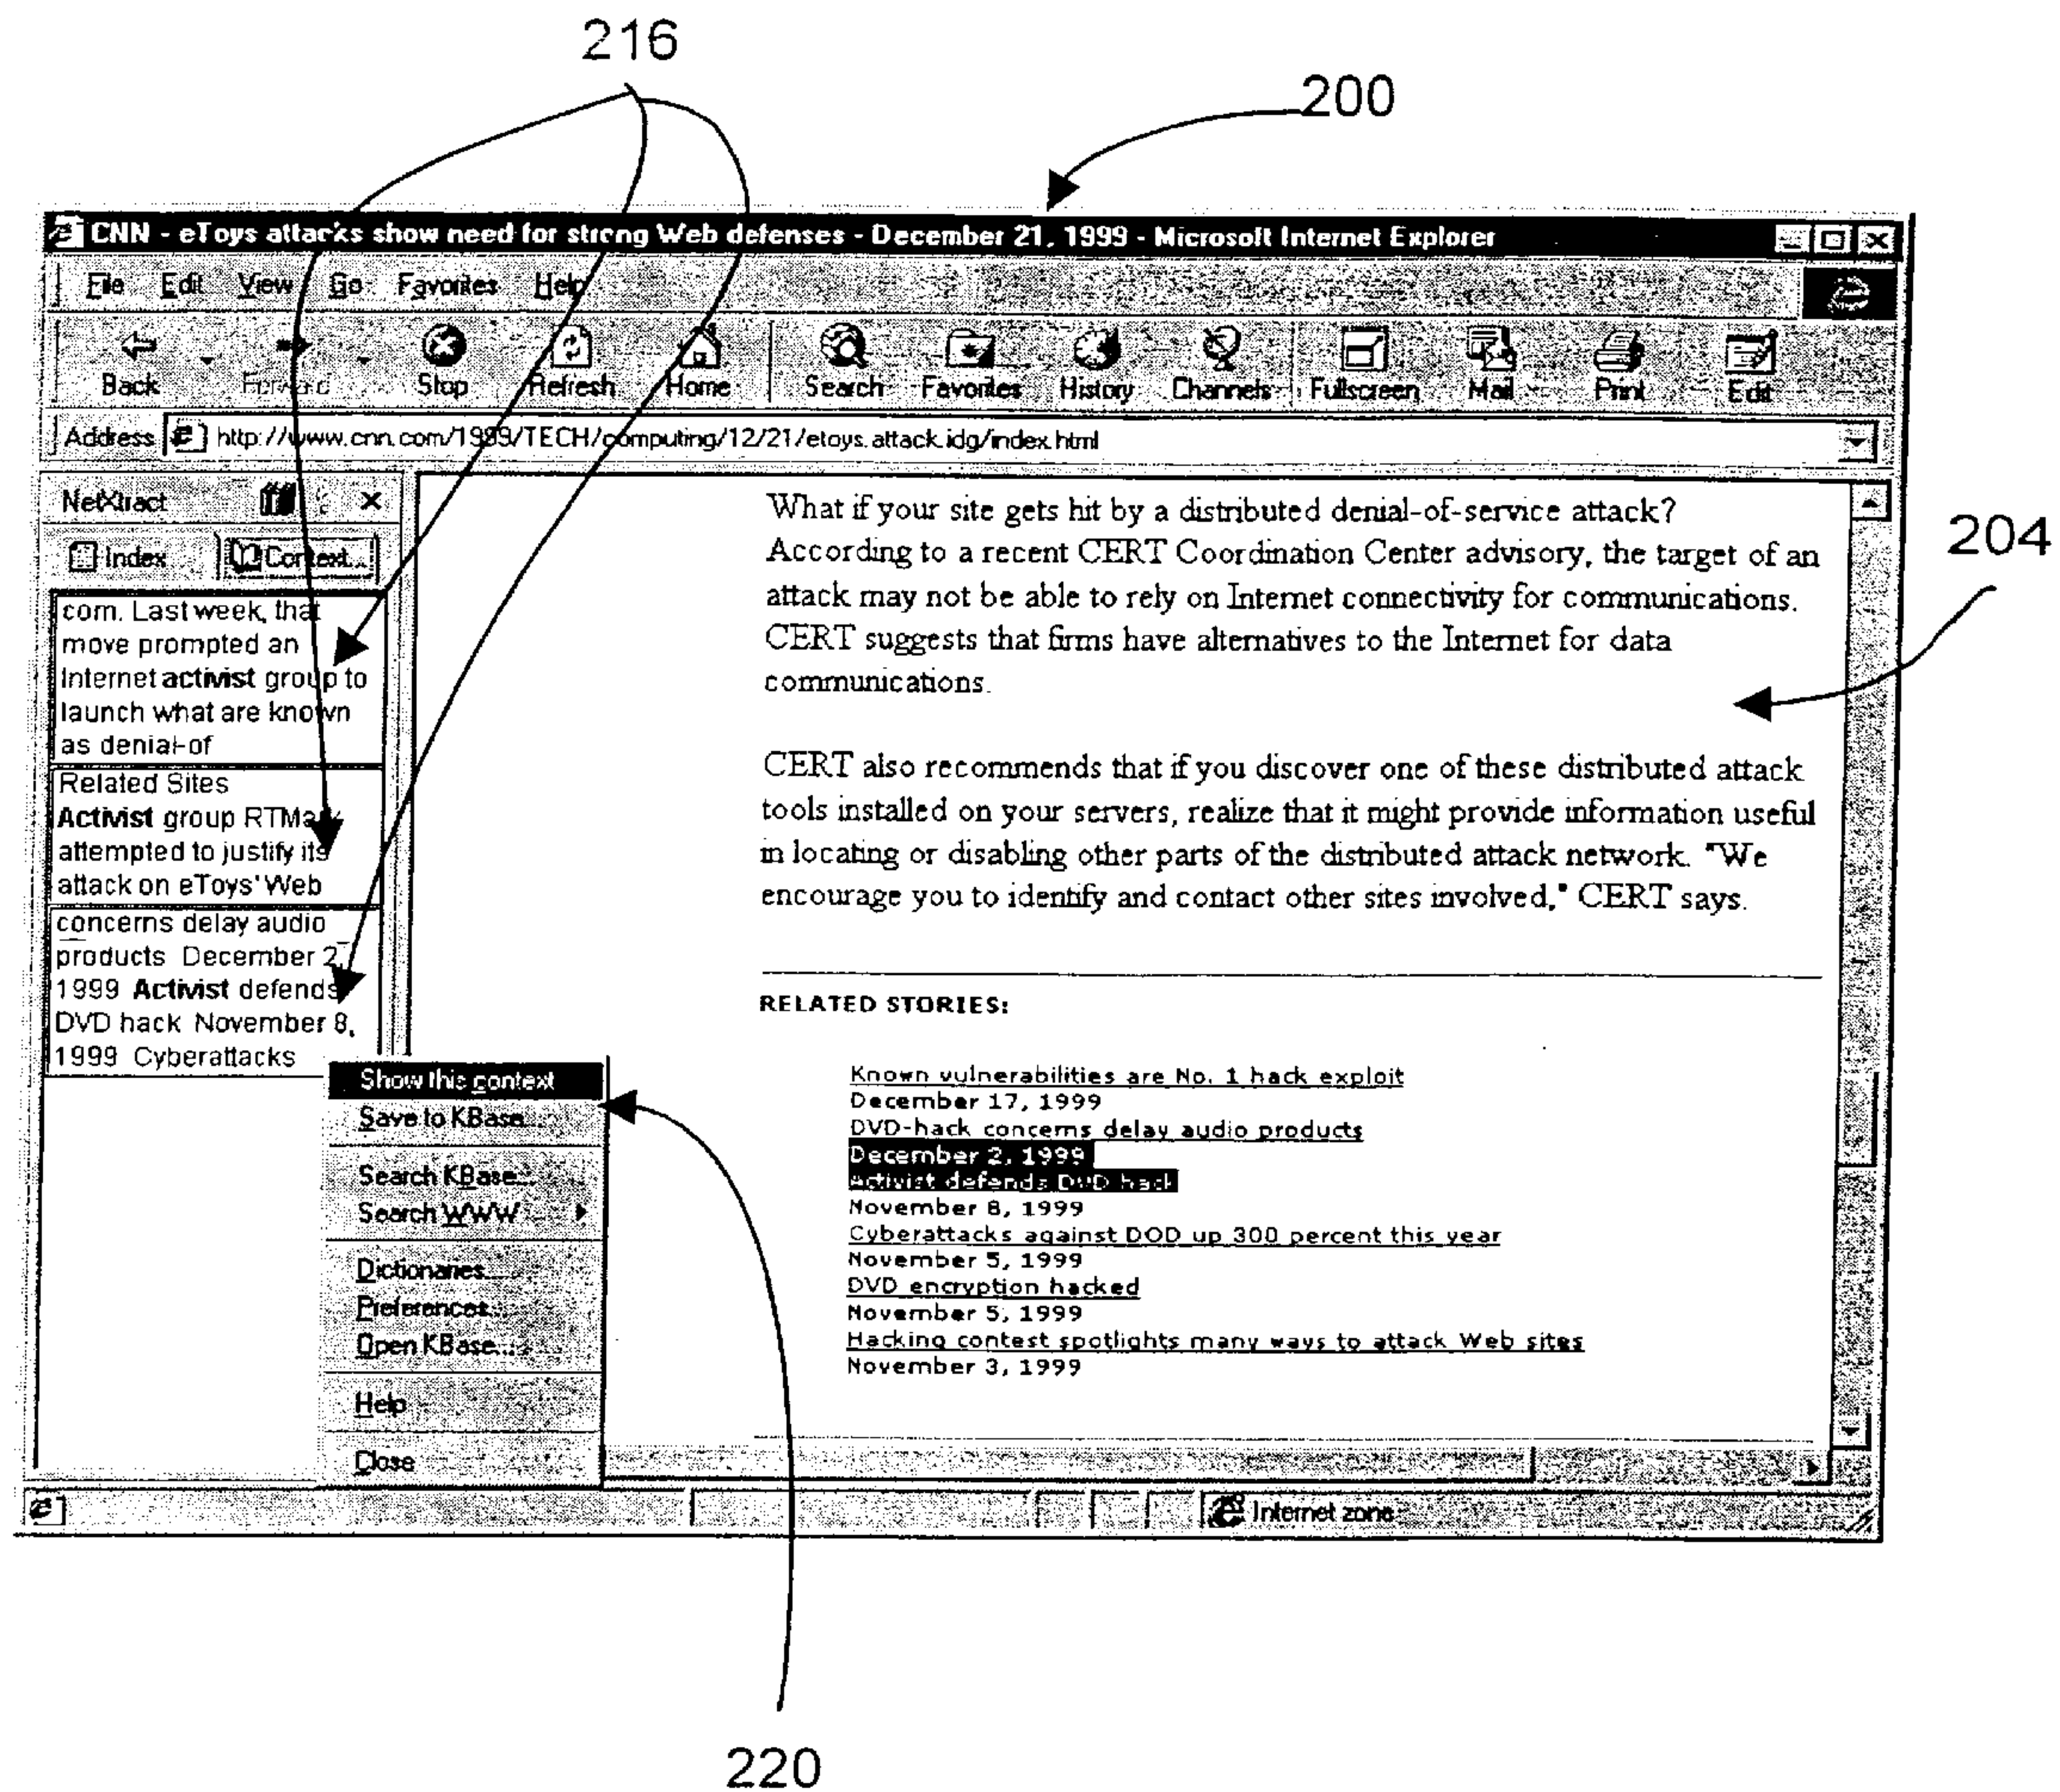 216
200
CNN - eToys attacks show need for strong Web defenses - December 21, 1999 - Microsoft Internet Explorer
File Edit View Go Favorites Help
Back Forward Stop Refresh Home Search Favorites History Channels Fullscreen Mail Print Edit
Address http://www.cnn.com/1999/TECH/computing/12/21/etoys.attack.idg/index.html
NetXtract
Index Context...
com. Last week, that
move prompted an
Internet activist group to
launch what are known
as denial-of
Related Sites
Activist group RTMark
attempted to justify its
attack on eToys' Web
concerns delay audio
products December 2,
1999 Activist defends
DVD hack November 8,
1999 Cyberattacks
Show this context
Save to KBase...
Search KBase...
Search WWW
Dictionaries...
Preferences...
Open KBase...
Help
Close
What if your site gets hit by a distributed denial-of-service attack?
According to a recent CERT Coordination Center advisory, the target of an
attack may not be able to rely on Internet connectivity for communications.
CERT suggests that firms have alternatives to the Internet for data
communications.
CERT also recommends that if you discover one of these distributed attack
tools installed on your servers, realize that it might provide information useful
in locating or disabling other parts of the distributed attack network. "We
encourage you to identify and contact other sites involved," CERT says.
RELATED STORIES:
Known vulnerabilities are No. 1 hack exploit
December 17, 1999
DVD-hack concerns delay audio products
December 2, 1999
Activist defends DVD hack
November 8, 1999
Cyberattacks against DOD up 300 percent this year
November 5, 1999
DVD encryption hacked
November 5, 1999
Hacking contest spotlights many ways to attack Web sites
November 3, 1999
204
Internet zone
220